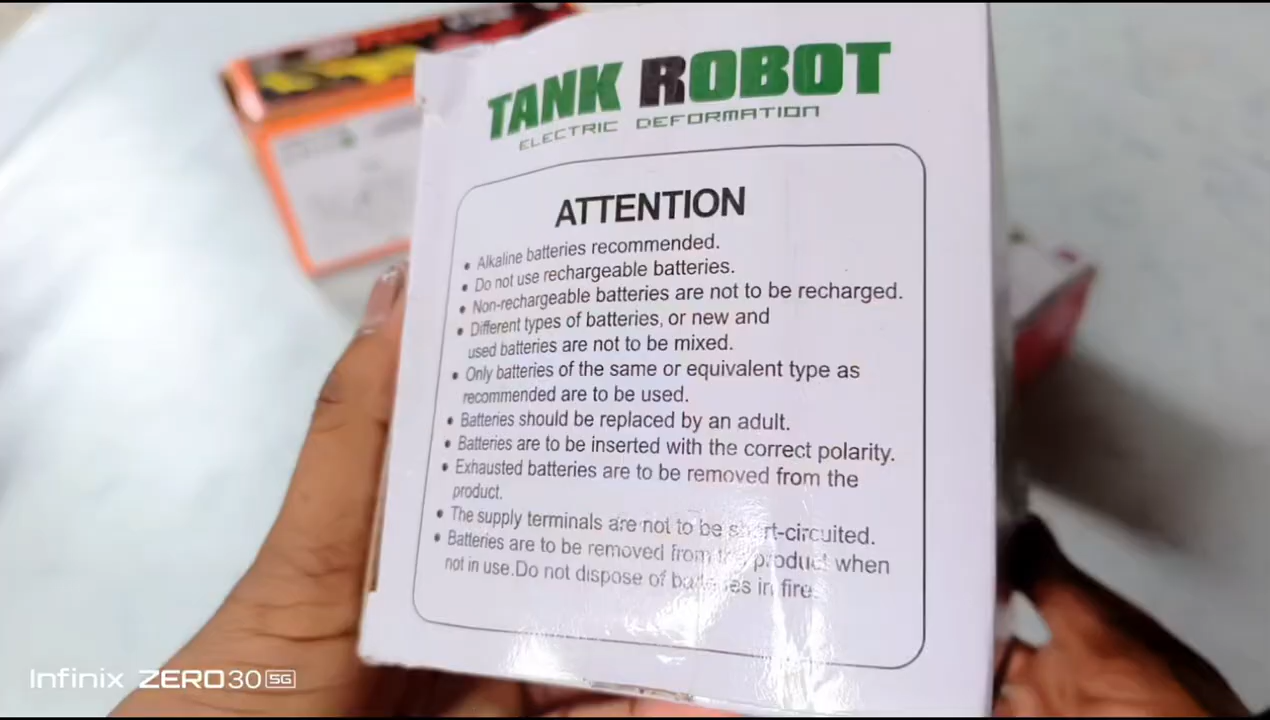 TANK ROBOT
ELECTRIC DEFORMATION
ATTENTION
• Alkaline batteries recommended.
• Do not use rechargeable batteries.
• Non-rechargeable batteries are not to be recharged.
• Different types of batteries, or new and
used batteries are not to be mixed.
• Only batteries of the same or equivalent type as
recommended are to be used.
• Batteries should be replaced by an adult.
• Batteries are to be inserted with the correct polarity.
• Exhausted batteries are to be removed from the
product.
• The supply terminals are not to be short-circuited.
• Batteries are to be removed from the product when
not in use.Do not dispose of batteries in fire.
Infinix ZERO30 5G